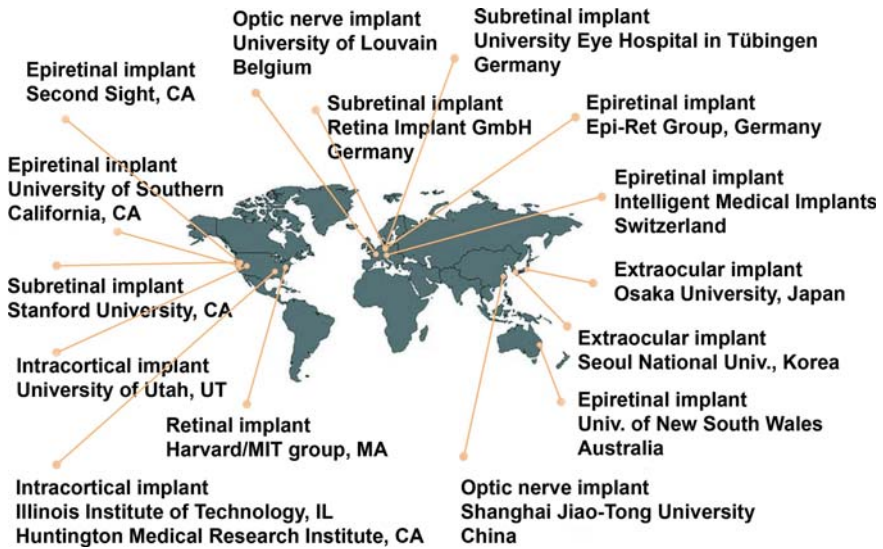 Optic nerve implant
University of Louvain
Belgium
Subretinal implant
University Eye Hospital in Tübingen
Germany
Epiretinal implant
Second Sight, CA
Subretinal implant
Retina Implant GmbH
Germany
Epiretinal implant
Epi-Ret Group, Germany
Epiretinal implant
University of Southern
California, CA
Epiretinal implant
Intelligent Medical Implants
Switzerland
Subretinal implant
Stanford University, CA
Extraocular implant
Osaka University, Japan
Intracortical implant
University of Utah, UT
Extraocular implant
Seoul National Univ., Korea
Retinal implant
Harvard/MIT group, MA
Epiretinal implant
Univ. of New South Wales
Australia
Intracortical implant
Illinois Institute of Technology, IL
Huntington Medical Research Institute, CA
Optic nerve implant
Shanghai Jiao-Tong University
China